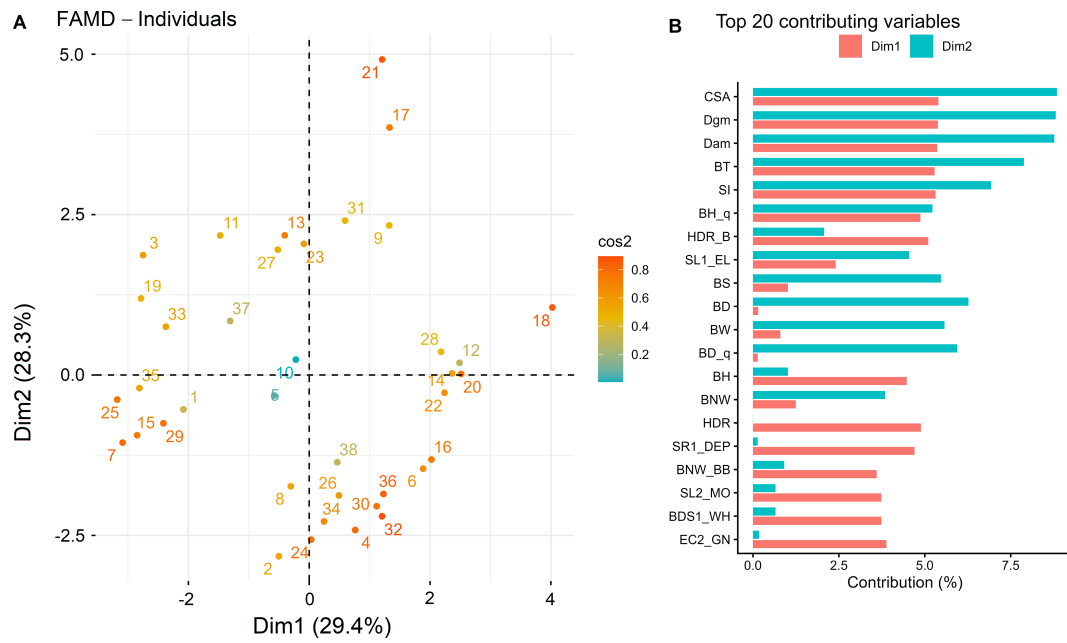 A
FAMD – Individuals
5.0
2.5
0.0
-2.5
-2
0
2
4
Dim2 (28.3%)
Dim1 (29.4%)
21
17
31
9
13
11
27
23
3
19
33
37
18
28
12
10
14
20
35
5
22
1
25
15
29
7
38
16
6
8
26
36
34
30
32
24
4
2
cos2
0.8
0.6
0.4
0.2
B
Top 20 contributing variables
Dim1
Dim2
CSA
Dgm
Dam
BT
SI
BH_q
HDR_B
SL1_EL
BS
BD
BW
BD_q
BH
BNW
HDR
SR1_DEP
BNW_BB
SL2_MO
BDS1_WH
EC2_GN
0.0
2.5
5.0
7.5
Contribution (%)